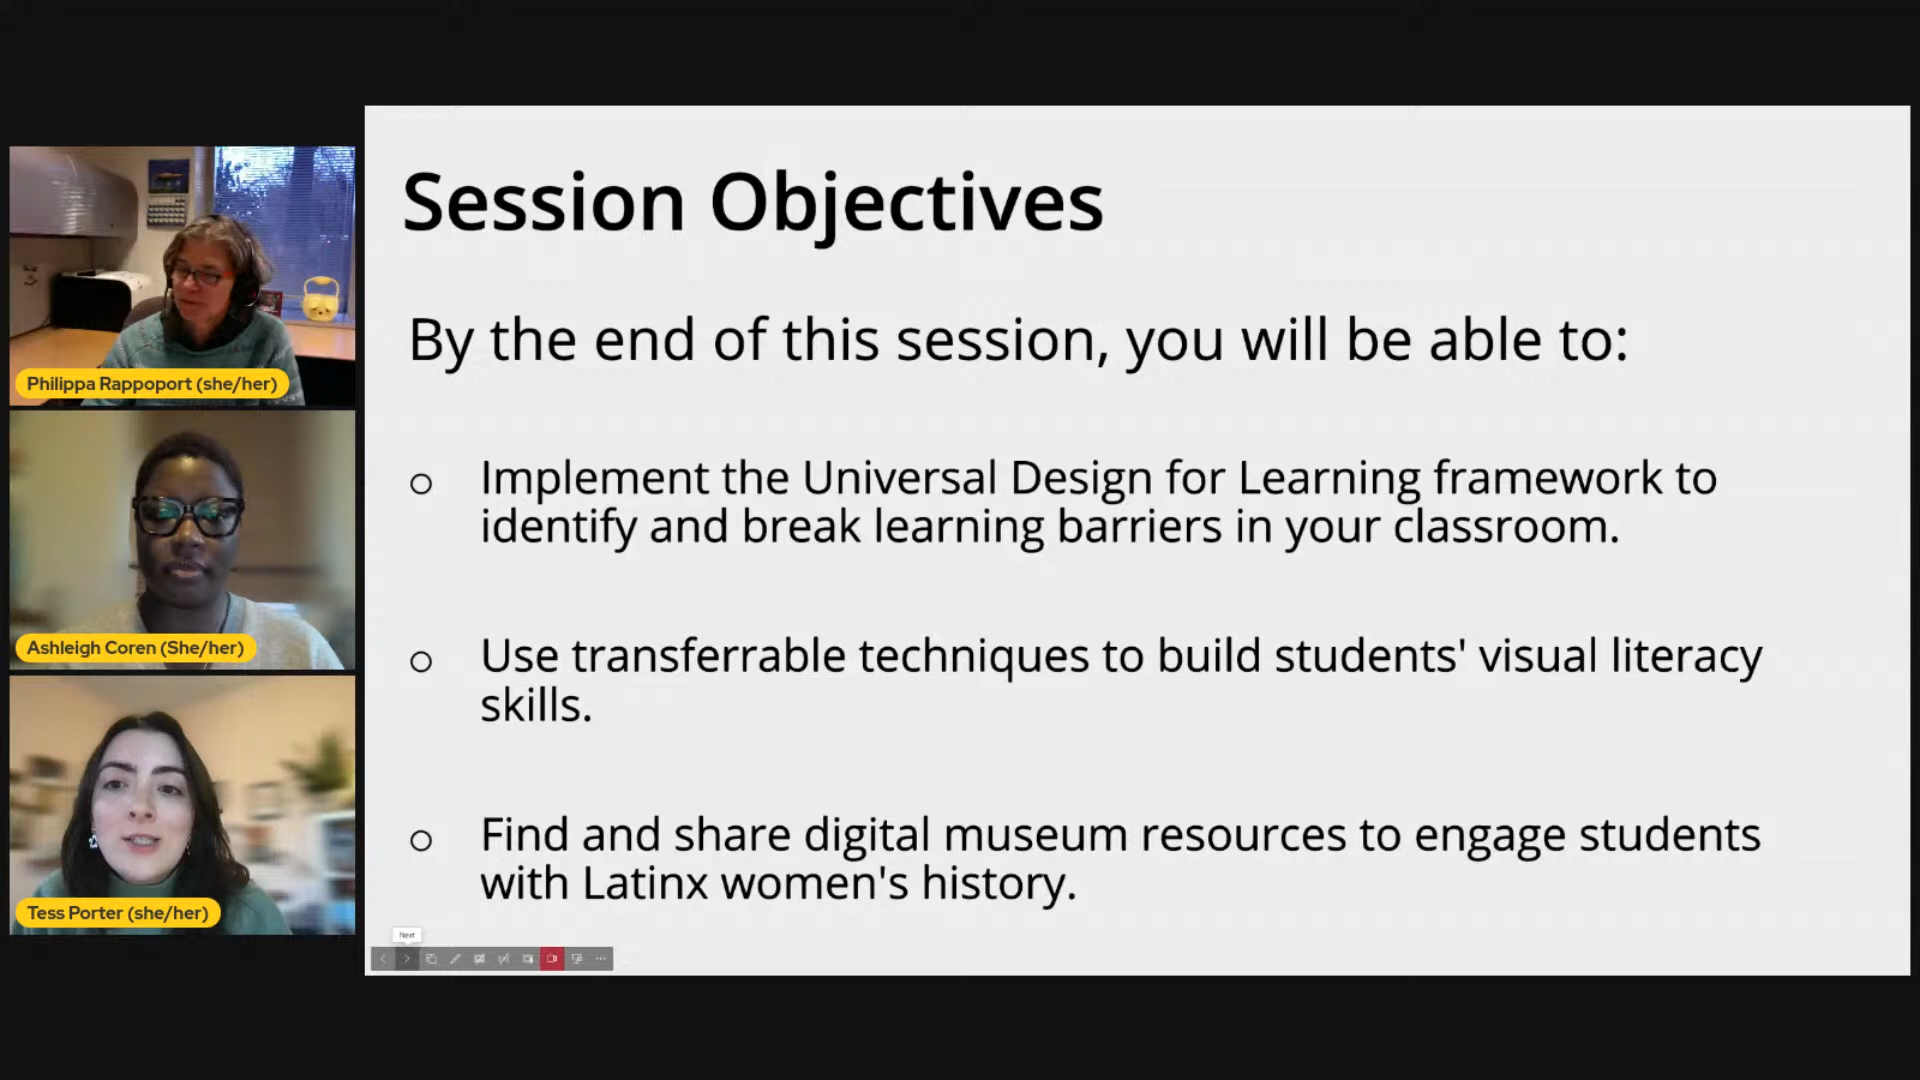 Session Objectives
By the end of this session, you will be able to:
Implement the Universal Design for Learning framework to
identify and break learning barriers in your classroom.
Use transferrable techniques to build students' visual literacy
skills.
Find and share digital museum resources to engage students
with Latinx women's history.
Philippa Rappoport (she/her)
Ashleigh Coren (She/her)
Tess Porter (she/her)
Next